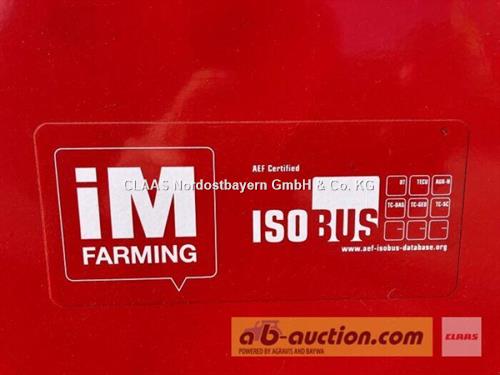 iM
FARMING
AEF Certified
ISOBUS
UT TECU AUX-N
TC-BAS TC-GEO TC-SC
www.aef-isobus-database.org
CLAAS Nordostbayern GmbH & Co. KG
ab-auction.com
POWERED BY AGRAVIS AND BAYWA
CLAAS